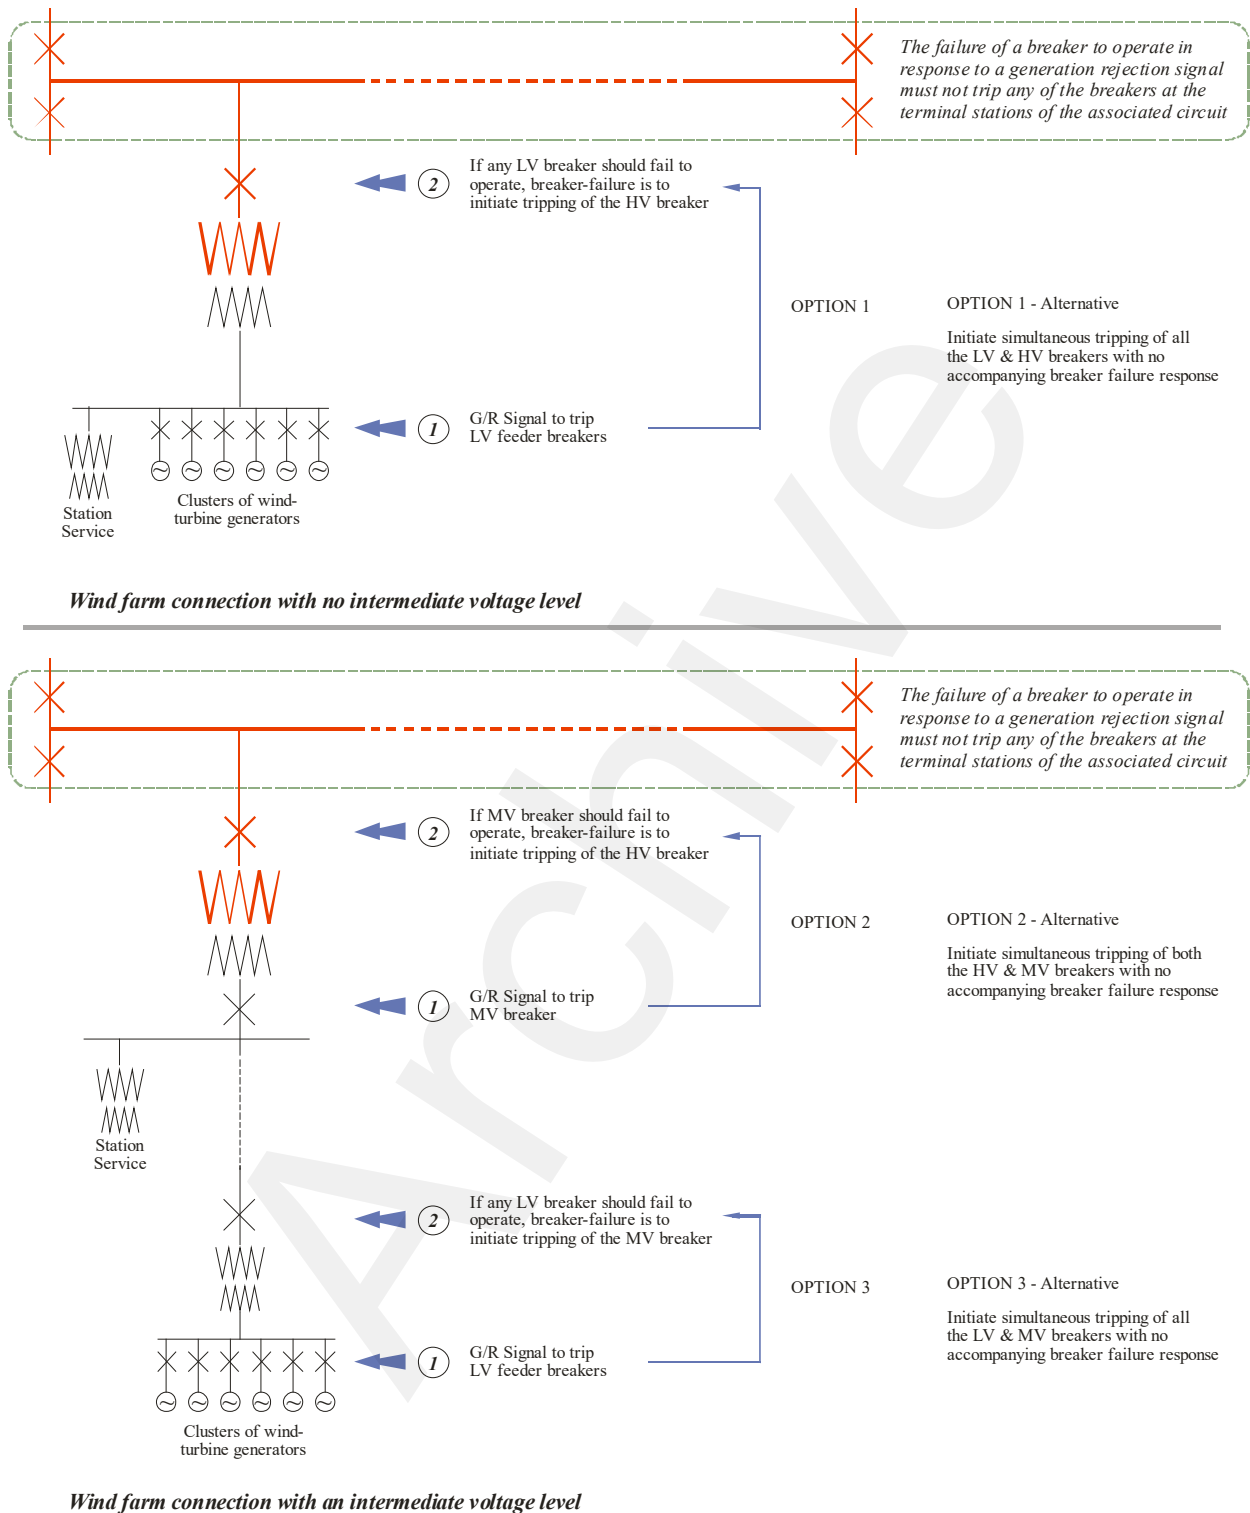 The failure of a breaker to operate in
response to a generation rejection signal
must not trip any of the breakers at the
terminal stations of the associated circuit
2
If any LV breaker should fail to
operate, breaker-failure is to
initiate tripping of the HV breaker
OPTION 1
OPTION 1 - Alternative
Initiate simultaneous tripping of all
the LV & HV breakers with no
accompanying breaker failure response
1
G/R Signal to trip
LV feeder breakers
Clusters of wind-
turbine generators
Station
Service
Wind farm connection with no intermediate voltage level
The failure of a breaker to operate in
response to a generation rejection signal
must not trip any of the breakers at the
terminal stations of the associated circuit
2
If MV breaker should fail to
operate, breaker-failure is to
initiate tripping of the HV breaker
OPTION 2
OPTION 2 - Alternative
Initiate simultaneous tripping of both
the HV & MV breakers with no
accompanying breaker failure response
1
G/R Signal to trip
MV breaker
Station
Service
2
If any LV breaker should fail to
operate, breaker-failure is to
initiate tripping of the MV breaker
OPTION 3
OPTION 3 - Alternative
Initiate simultaneous tripping of all
the LV & MV breakers with no
accompanying breaker failure response
1
G/R Signal to trip
LV feeder breakers
Clusters of wind-
turbine generators
Wind farm connection with an intermediate voltage level
Archive